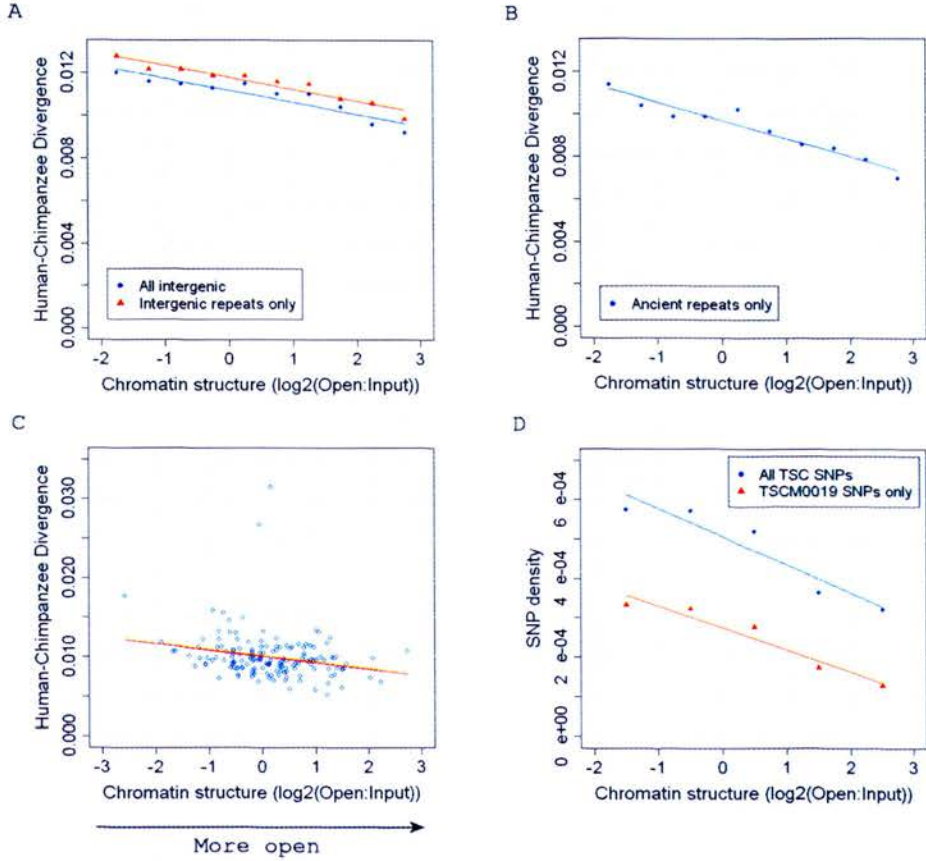 A
Human-Chimpanzee Divergence
0.000 0.004 0.008 0.012
All intergenic
Intergenic repeats only
-2 -1 0 1 2 3
Chromatin structure (log2(Open:Input))
B
Human-Chimpanzee Divergence
0.000 0.004 0.008 0.012
Ancient repeats only
-2 -1 0 1 2 3
Chromatin structure (log2(Open:Input))
C
Human-Chimpanzee Divergence
0.000 0.010 0.020 0.030
-3 -2 -1 0 1 2 3
Chromatin structure (log2(Open:Input))
More open
D
SNP density
0 e+00 2 e-04 4 e-04 6 e-04
All TSC SNPs
TSCM0019 SNPs only
-2 -1 0 1 2 3
Chromatin structure (log2(Open:Input))